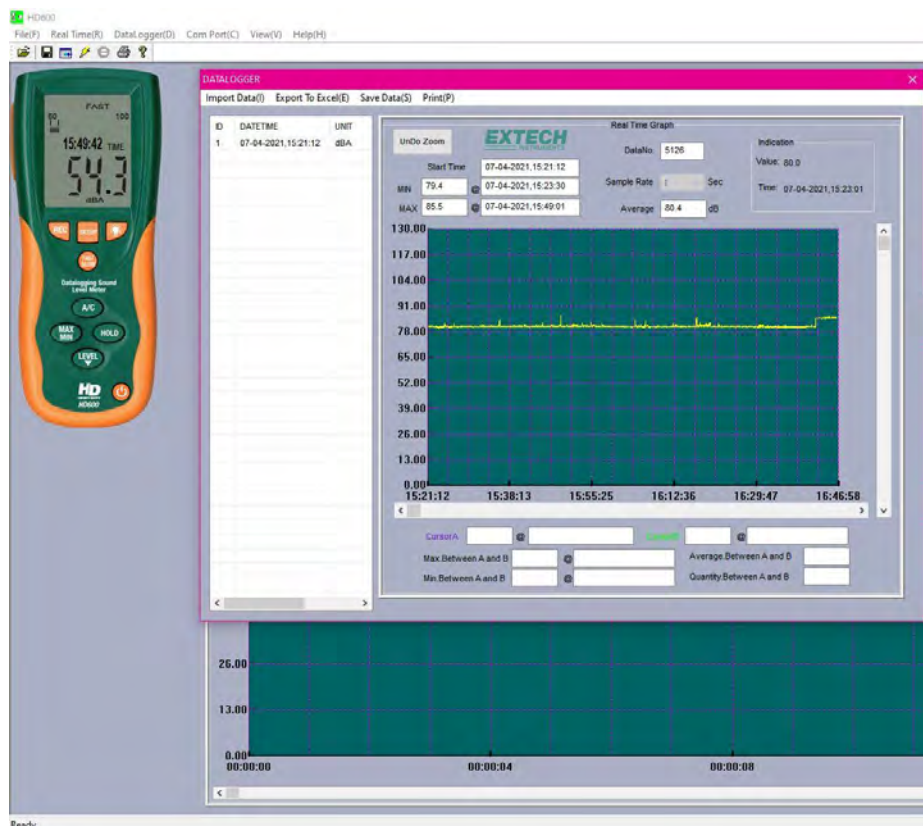 HD600
File(F) Real Time(R) DataLogger(D) Com Port(C) View(V) Help(H)
DATALOGGER
Import Data(I) Export To Excel(E) Save Data(S) Print(P)
FAST
100
15:49:42 TIME
54.3
dBA
REC
Datalogging Sound
Level Meter
A/C
MAX
MIN
HOLD
LEVEL
HD
HD600
ID DATETIME UNIT
1 07-04-2021,15:21:12 dBA
Real Time Graph
UnDo Zoom
EXTECH
INSTRUMENTS
DataNo. 5126
Start Time 07-04-2021,15:21:12
MIN 79.4 @ 07-04-2021,15:23:30
MAX 85.5 @ 07-04-2021,15:49:01
Sample Rate Sec
Average 80.4 dB
Indication
Value: 80.0
Time: 07-04-2021,15:23:01
130.00
117.00
104.00
91.00
78.00
65.00
52.00
39.00
26.00
13.00
0.00
15:21:12 15:38:13 15:55:25 16:12:36 16:29:47 16:46:58
CursorA @ @
Max.Between A and B @ Average.Between A and B
Min.Between A and B @ Quantity.Between A and B
26.00
13.00
0.00
00:00:00 00:00:04 00:00:08
Ready